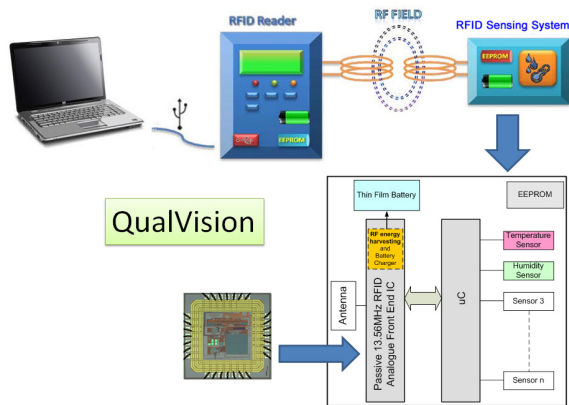 RFID Reader
RF FIELD
RFID Sensing System
EEPROM
EEPROM
QualVision
Thin Film Battery
EEPROM
RF energy
harvesting
and
Battery
Charger
Passive 13.56MHz RFID
Analogue Front End IC
Antenna
uC
Temperature
Sensor
Humidity
Sensor
Sensor 3
Sensor n